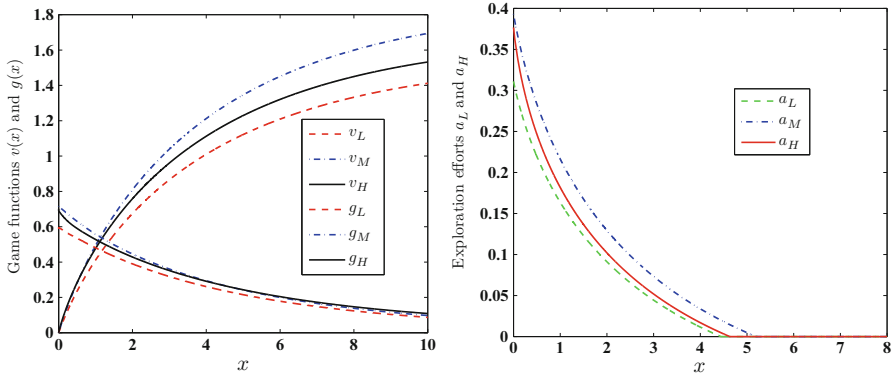 Game functions v(x) and g(x)
1.8
1.6
1.4
1.2
1
0.8
0.6
0.4
0.2
0
0 2 4 6 8 10
x
v_L
v_M
v_H
g_L
g_M
g_H
Exploration efforts a_L and a_H
0.4
0.35
0.3
0.25
0.2
0.15
0.1
0.05
0
0 1 2 3 4 5 6 7 8
x
a_L
a_M
a_H